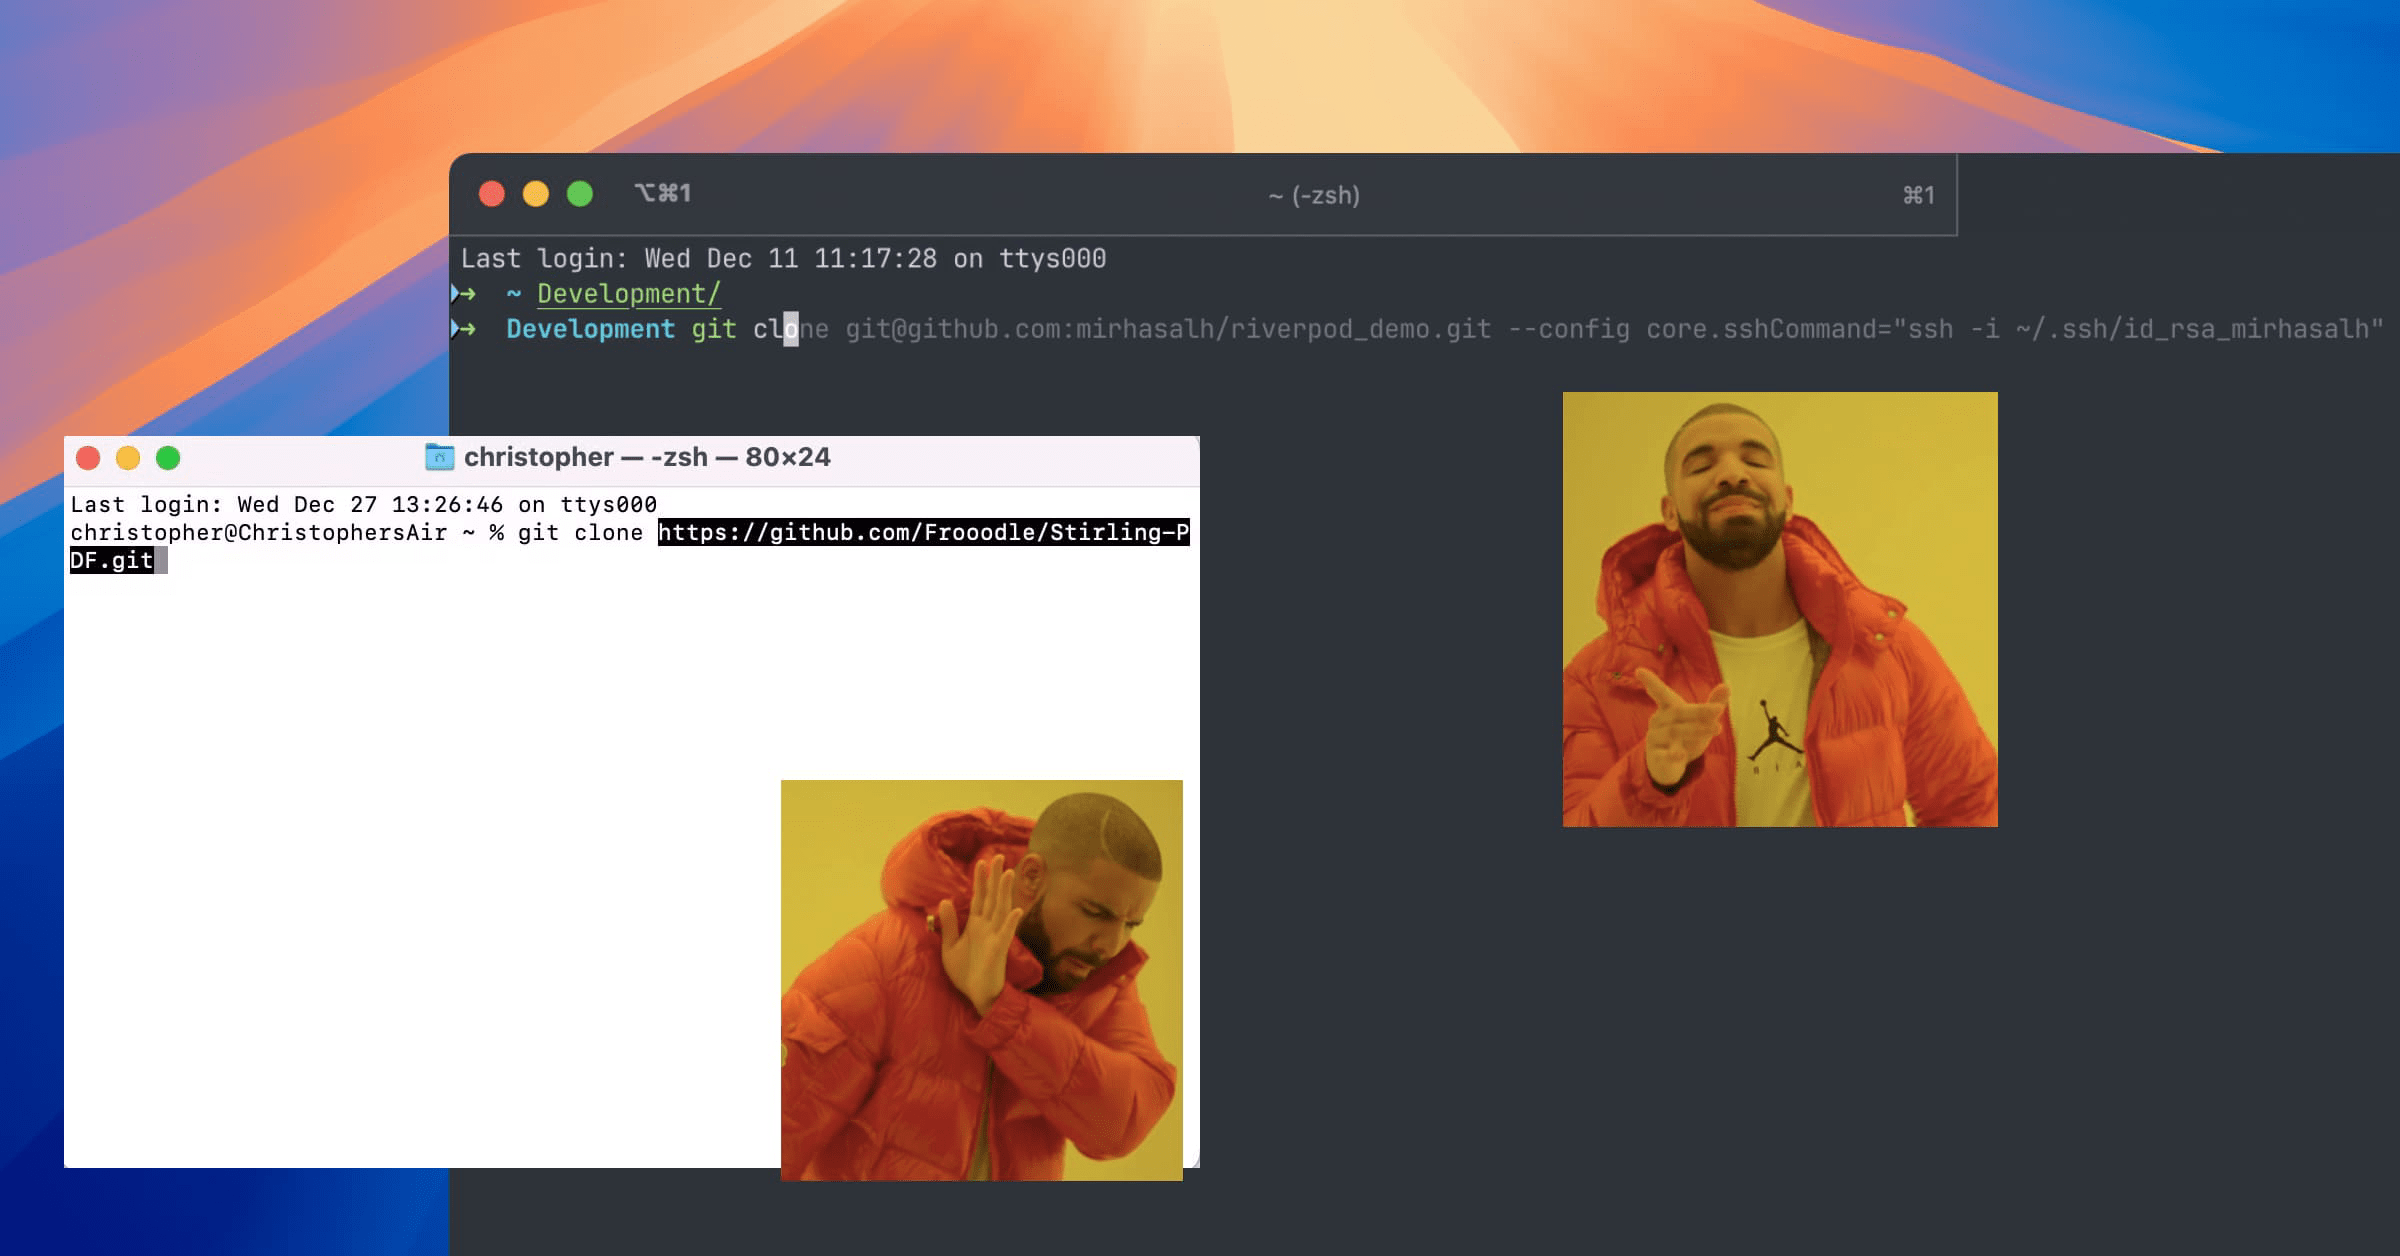 ⌥⌘1 ~ (-zsh) ⌘1
Last login: Wed Dec 11 11:17:28 on ttys000
➜ ~ Development/
➜ Development git clone git@github.com:mirhasalh/riverpod_demo.git --config core.sshCommand="ssh -i ~/.ssh/id_rsa_mirhasalh"
christopher — -zsh — 80×24
Last login: Wed Dec 27 13:26:46 on ttys000
christopher@ChristophersAir ~ % git clone https://github.com/Frooodle/Stirling-P
DF.git